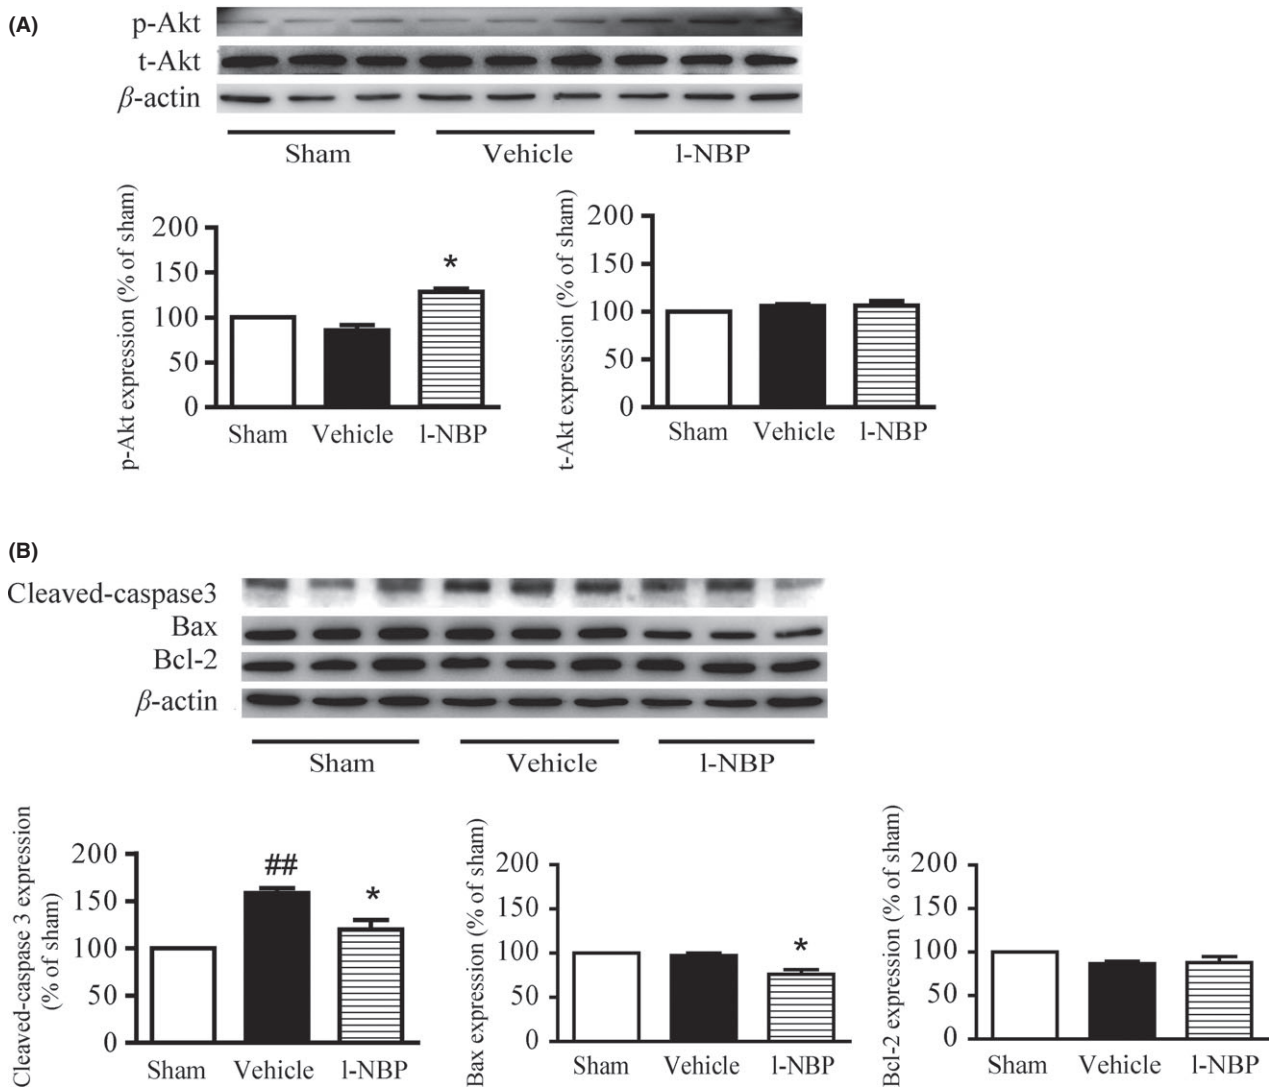 (A)
p-Akt
t-Akt
β-actin
Sham Vehicle l-NBP
p-Akt expression (% of sham)
200
150
100
50
0
*
Sham Vehicle l-NBP
t-Akt expression (% of sham)
200
150
100
50
0
Sham Vehicle l-NBP
(B)
Cleaved-caspase3
Bax
Bcl-2
β-actin
Sham Vehicle l-NBP
Cleaved-caspase 3 expression
(% of sham)
200
150
100
50
0
##
*
Sham Vehicle l-NBP
Bax expression (% of sham)
200
150
100
50
0
*
Sham Vehicle l-NBP
Bcl-2 expression (% of sham)
200
150
100
50
0
Sham Vehicle l-NBP